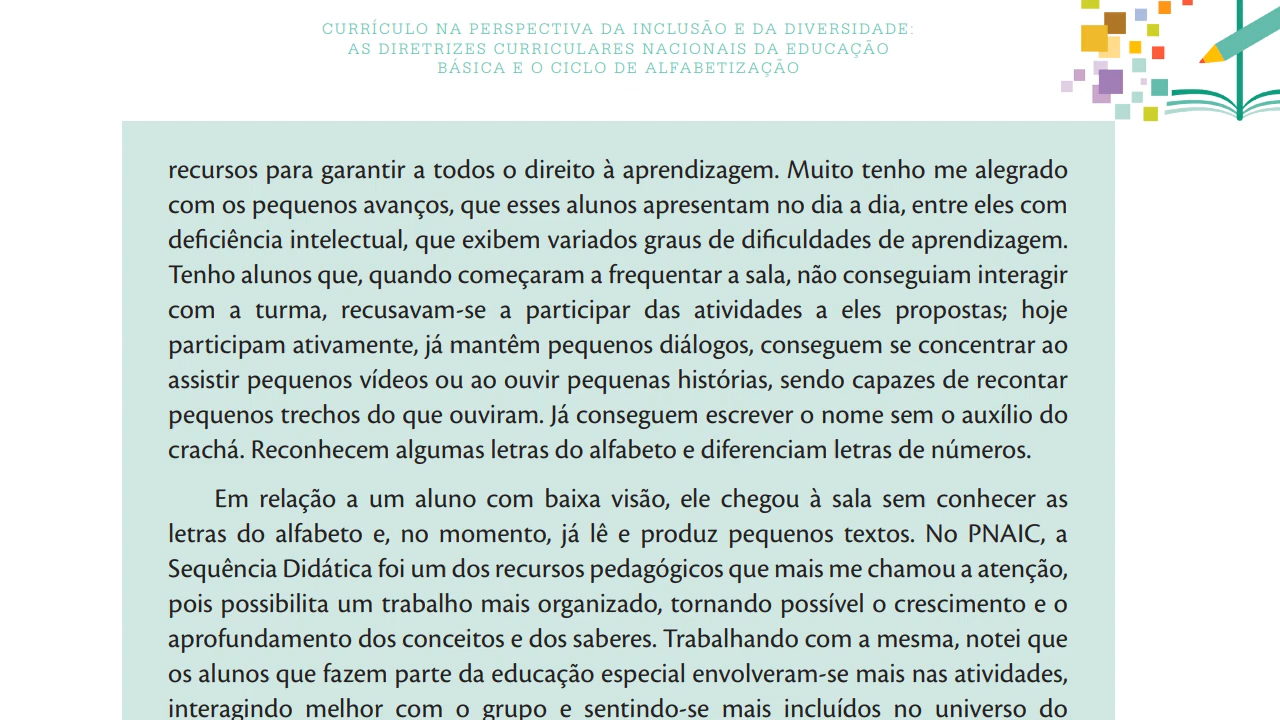 CURRÍCULO NA PERSPECTIVA DA INCLUSÃO E DA DIVERSIDADE:
AS DIRETRIZES CURRICULARES NACIONAIS DA EDUCAÇÃO
BÁSICA E O CICLO DE ALFABETIZAÇÃO
recursos para garantir a todos o direito à aprendizagem. Muito tenho me alegrado
com os pequenos avanços, que esses alunos apresentam no dia a dia, entre eles com
deficiência intelectual, que exibem variados graus de dificuldades de aprendizagem.
Tenho alunos que, quando começaram a frequentar a sala, não conseguiam interagir
com a turma, recusavam-se a participar das atividades a eles propostas; hoje
participam ativamente, já mantêm pequenos diálogos, conseguem se concentrar ao
assistir pequenos vídeos ou ao ouvir pequenas histórias, sendo capazes de recontar
pequenos trechos do que ouviram. Já conseguem escrever o nome sem o auxílio do
crachá. Reconhecem algumas letras do alfabeto e diferenciam letras de números.
Em relação a um aluno com baixa visão, ele chegou à sala sem conhecer as
letras do alfabeto e, no momento, já lê e produz pequenos textos. No PNAIC, a
Sequência Didática foi um dos recursos pedagógicos que mais me chamou a atenção,
pois possibilita um trabalho mais organizado, tornando possível o crescimento e o
aprofundamento dos conceitos e dos saberes. Trabalhando com a mesma, notei que
os alunos que fazem parte da educação especial envolveram-se mais nas atividades,
interagindo melhor com o grupo e sentindo-se mais incluídos no universo do